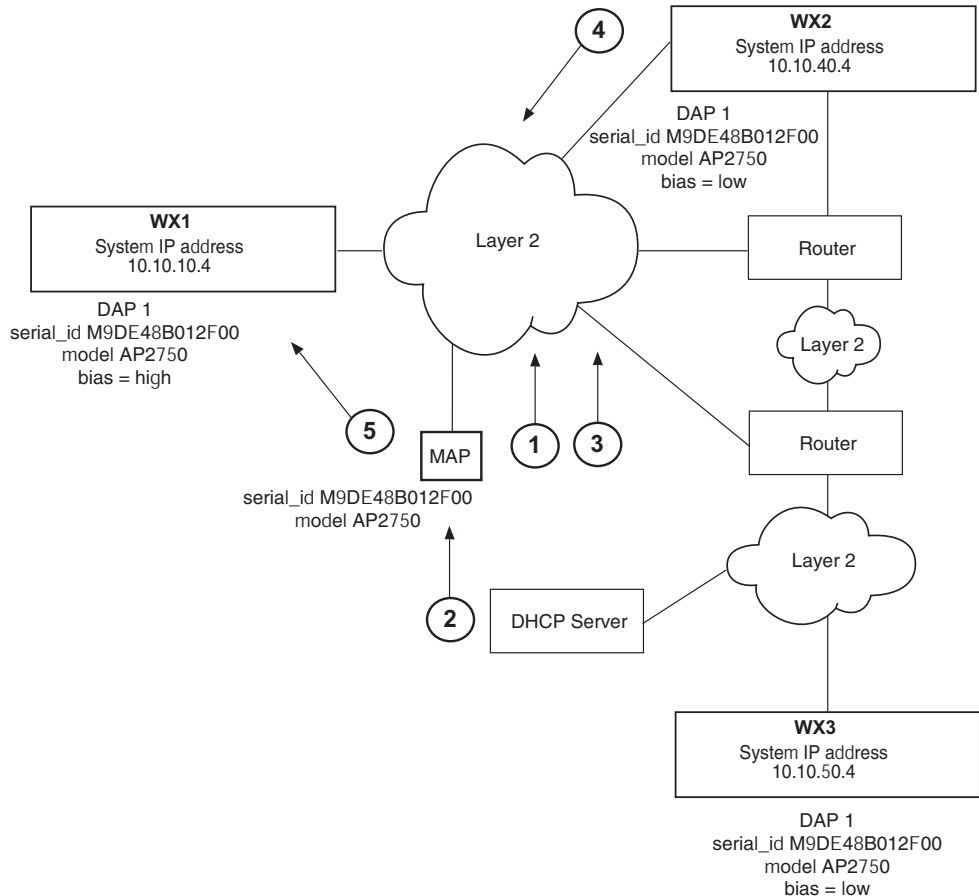 4
WX2
System IP address
10.10.40.4
DAP 1
serial_id M9DE48B012F00
model AP2750
bias = low
WX1
System IP address
10.10.10.4
Layer 2
Router
DAP 1
serial_id M9DE48B012F00
model AP2750
bias = high
Layer 2
5
MAP
1
3
Router
serial_id M9DE48B012F00
model AP2750
2
DHCP Server
Layer 2
WX3
System IP address
10.10.50.4
DAP 1
serial_id M9DE48B012F00
model AP2750
bias = low